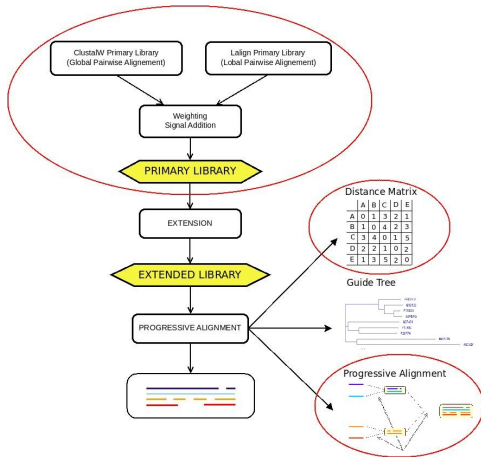 ClustalW Primary Library
(Global Pairwise Alignement)
Lalign Primary Library
(Lobal Pairwise Alignement)
Weighting
Signal Addition
PRIMARY LIBRARY
EXTENSION
EXTENDED LIBRARY
PROGRESSIVE ALIGNMENT
Distance Matrix
A B C D E
A 0 1 3 2 1
B 1 0 4 2 3
C 3 4 0 1 5
D 2 2 1 0 2
E 1 3 5 2 0
Guide Tree
Progressive Alignment